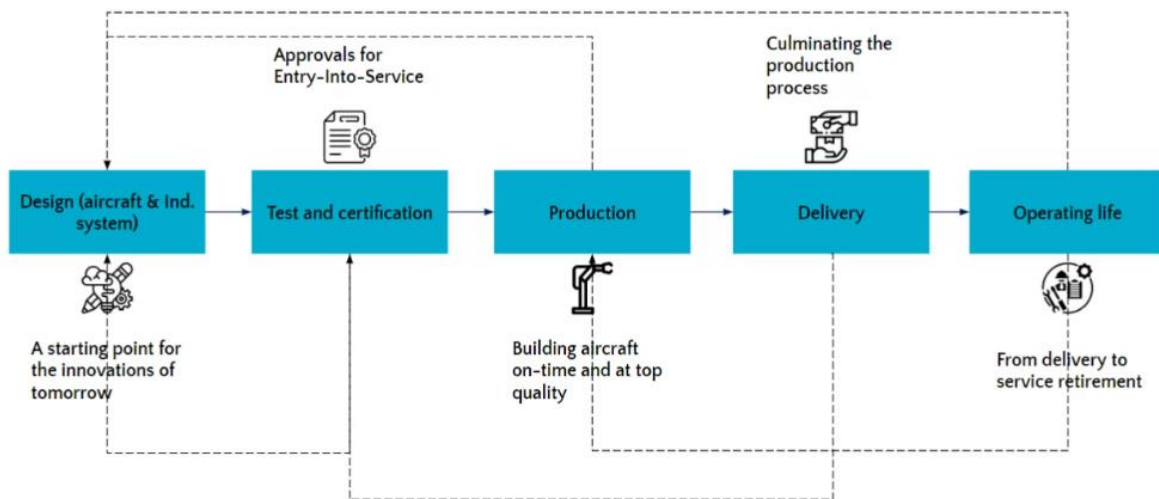 Approvals for
Entry-Into-Service
Culminating the
production
process
Design (aircraft & Ind.
system)
Test and certification
Production
Delivery
Operating life
A starting point for
the innovations of
tomorrow
Building aircraft
on-time and at top
quality
From delivery to
service retirement